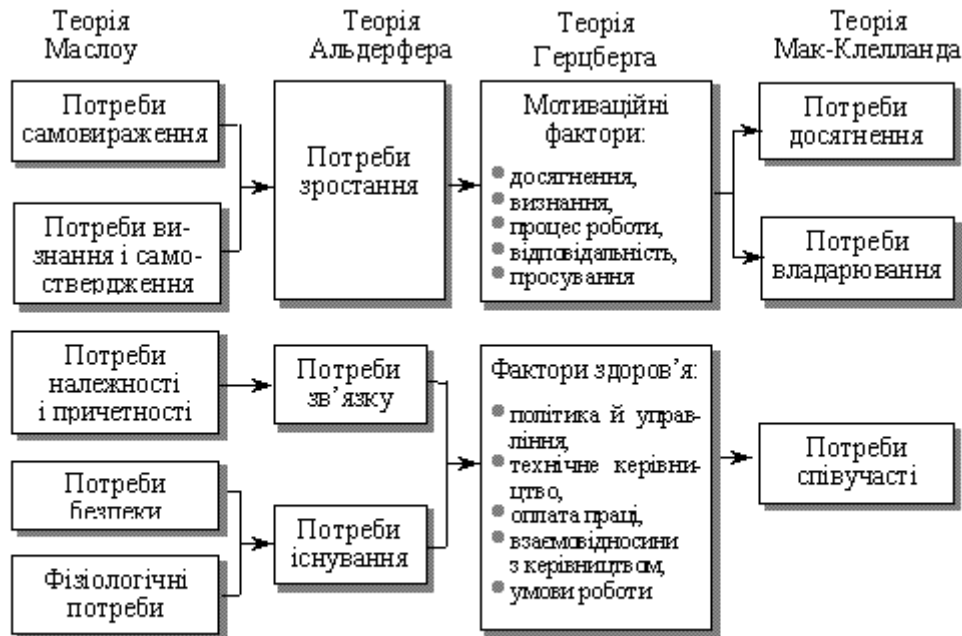 Теорія
Маслоу
Теорія
Альдерфера
Теорія
Герцберга
Теорія
Мак-Клелланда
Потреби
самовираження
Потреби ви-
знання і само-
ствердження
Потреби
зростання
Мотиваційні
фактори:
досягнення,
визнання,
процес роботи,
відповідальність,
просування
Потреби
досягнення
Потреби
владарювання
Потреби
належності
і причетності
Потреби
безпеки
Фізіологічні
потреби
Потреби
зв’язку
Потреби
існування
Фактори здоров’я:
політика й управ-
ління,
технічне керівни-
цтво,
оплата праці,
взаємовідносини
з керівництвом,
умови роботи
Потреби
співучасті